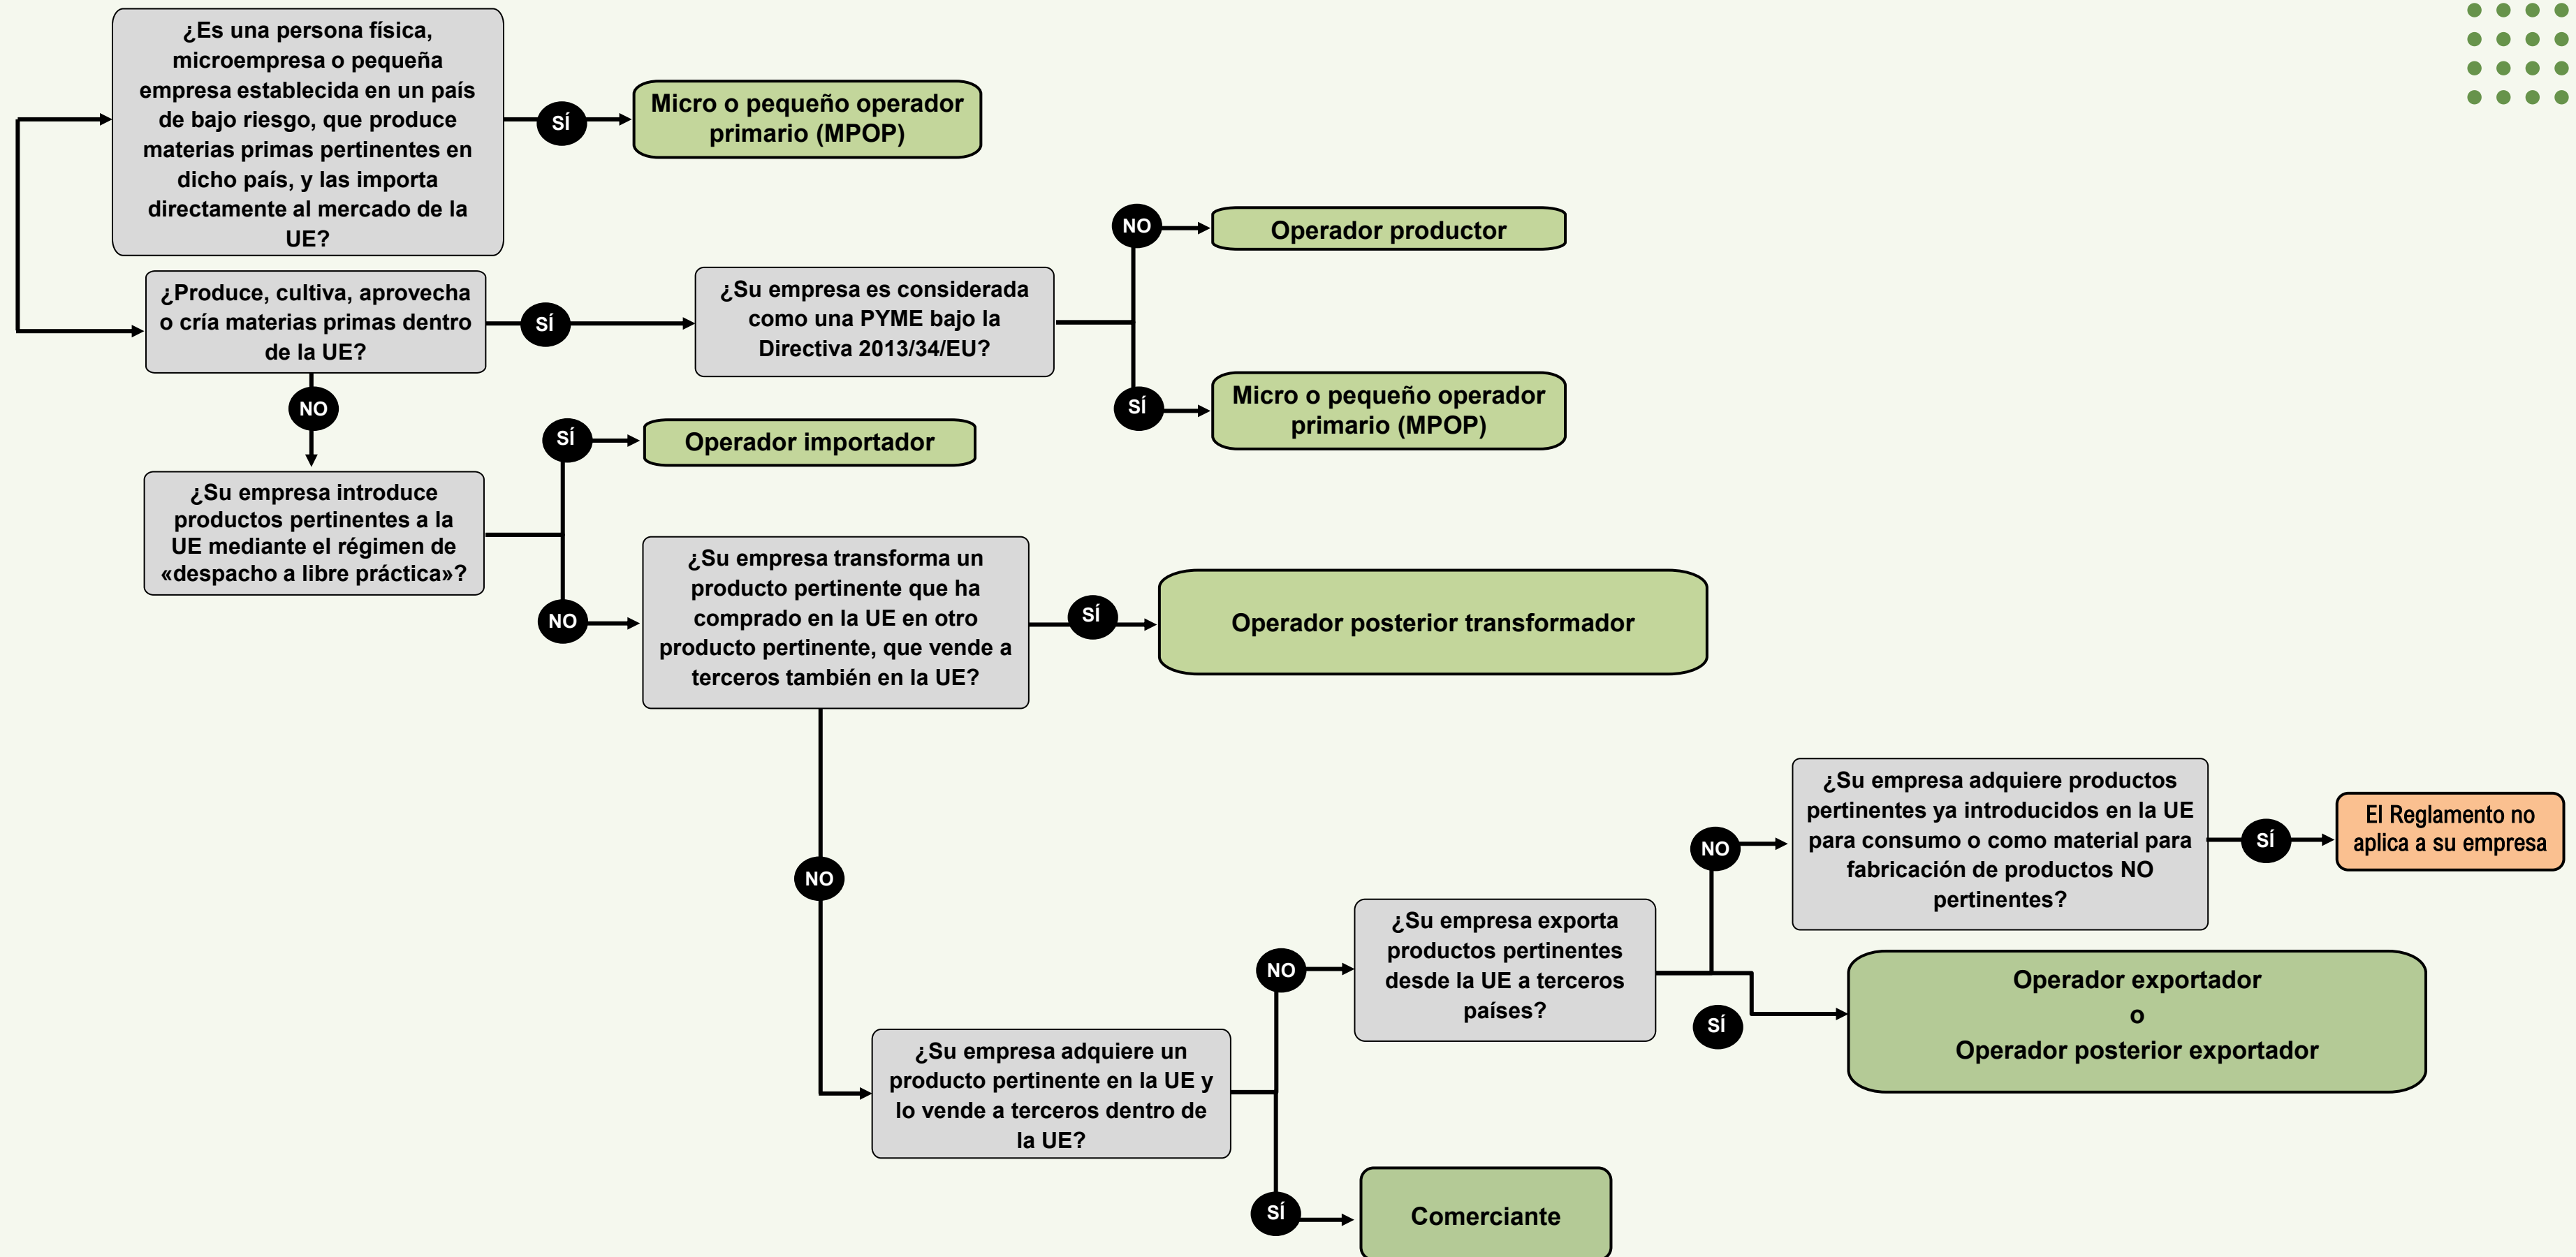 ¿Es una persona física,
microempresa o pequeña
empresa establecida en un país
de bajo riesgo, que produce
materias primas pertinentes en
dicho país, y las importa
directamente al mercado de la
UE?
SÍ
Micro o pequeño operador
primario (MPOP)
¿Produce, cultiva, aprovecha
o cría materias primas dentro
de la UE?
SÍ
¿Su empresa es considerada
como una PYME bajo la
Directiva 2013/34/EU?
NO
Operador productor
SÍ
Micro o pequeño operador
primario (MPOP)
NO
¿Su empresa introduce
productos pertinentes a la
UE mediante el régimen de
«despacho a libre práctica»?
SÍ
Operador importador
NO
¿Su empresa transforma un
producto pertinente que ha
comprado en la UE en otro
producto pertinente, que vende a
terceros también en la UE?
SÍ
Operador posterior transformador
NO
¿Su empresa adquiere un
producto pertinente en la UE y
lo vende a terceros dentro de
la UE?
NO
¿Su empresa exporta
productos pertinentes
desde la UE a terceros
países?
NO
¿Su empresa adquiere productos
pertinentes ya introducidos en la UE
para consumo o como material para
fabricación de productos NO
pertinentes?
SÍ
El Reglamento no
aplica a su empresa
SÍ
Operador exportador
o
Operador posterior exportador
SÍ
Comerciante